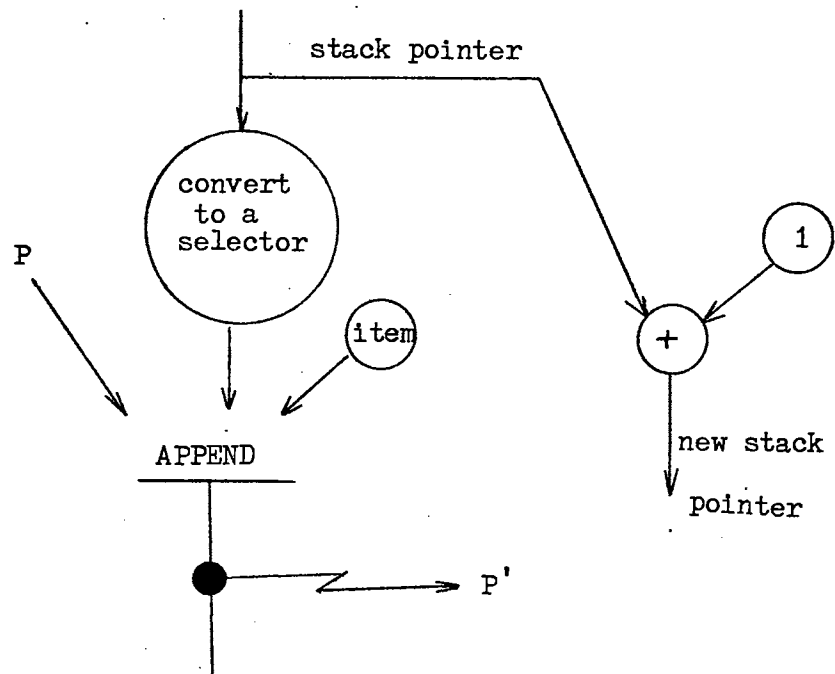 stack pointer
convert
to a
selector
P
1
item
+
APPEND
new stack
pointer
P'